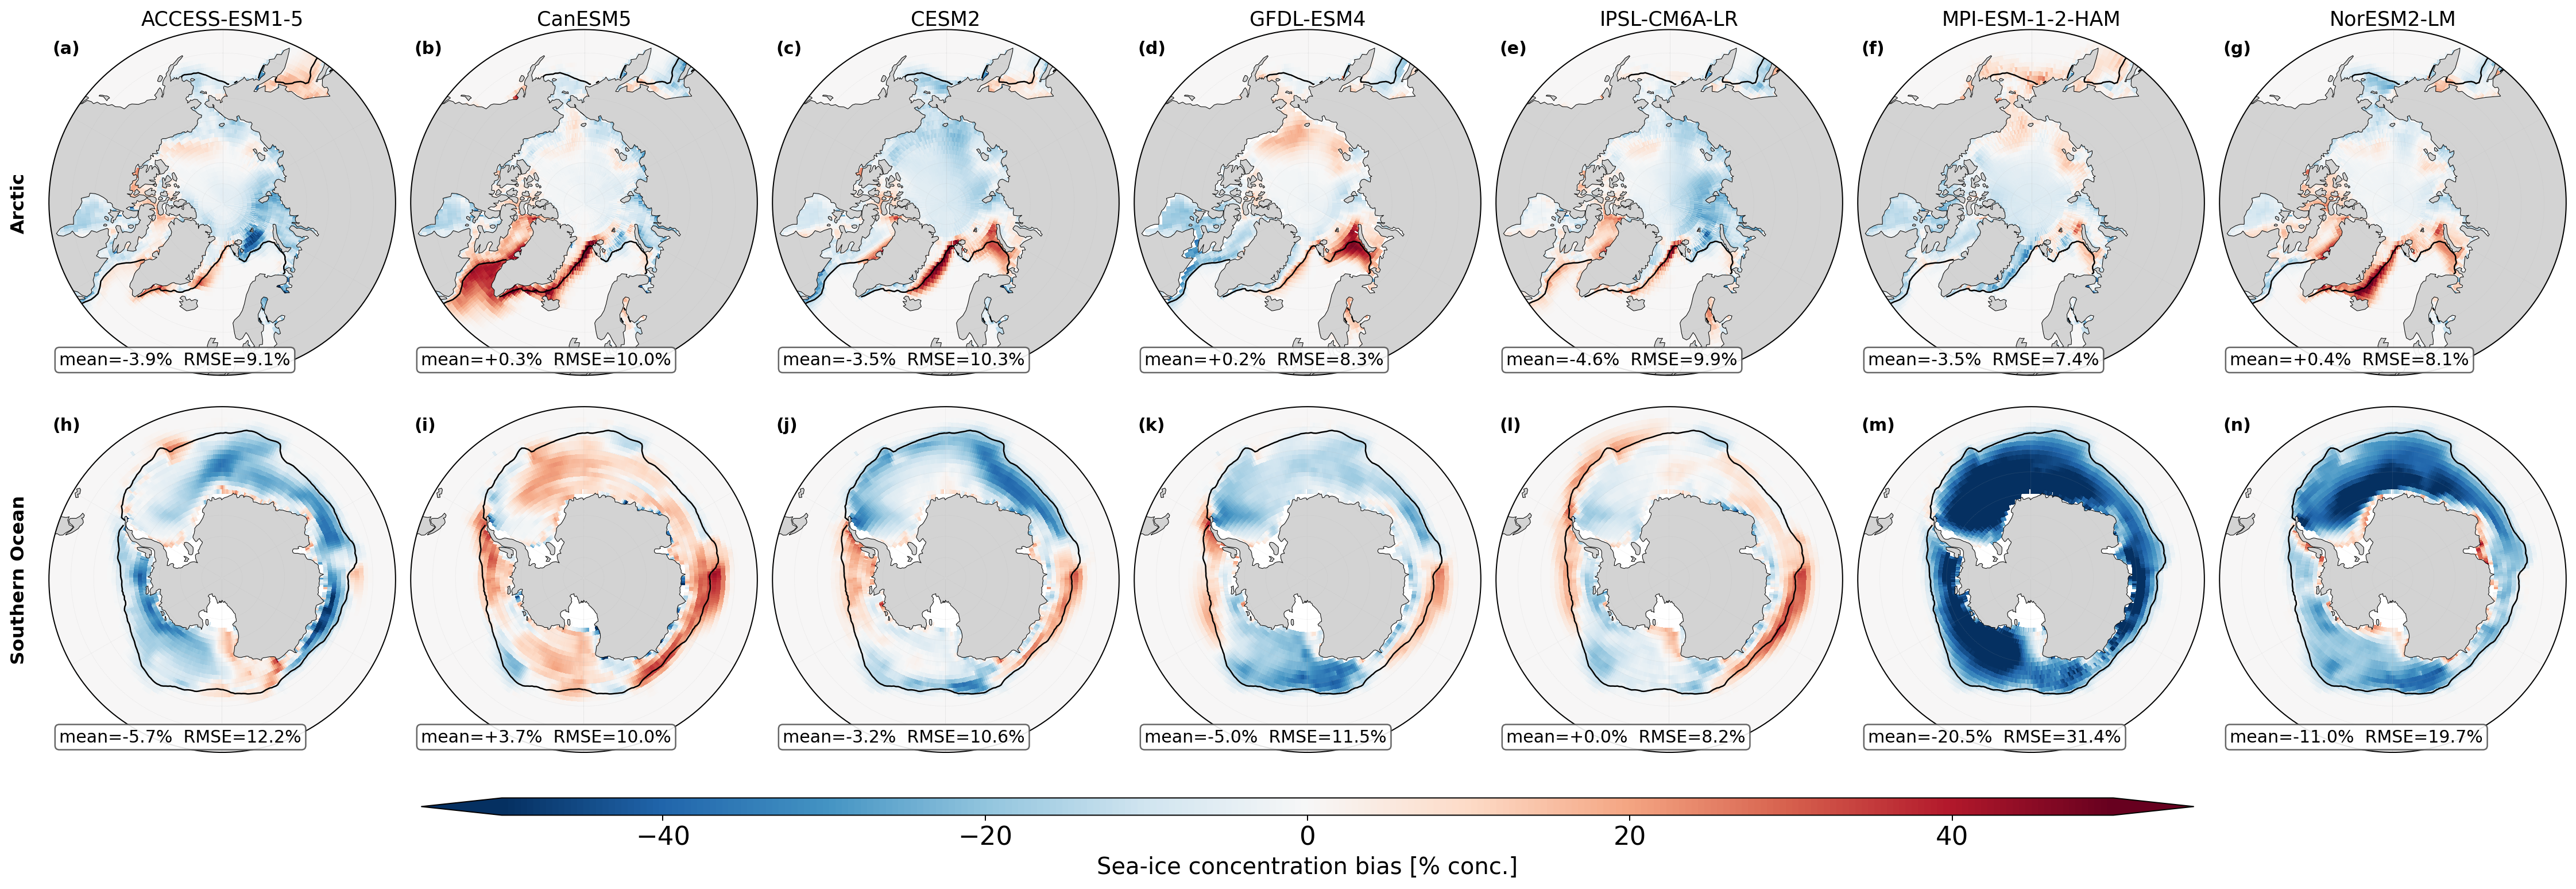 ACCESS-ESM1-5
CanESM5
CESM2
GFDL-ESM4
IPSL-CM6A-LR
MPI-ESM-1-2-HAM
NorESM2-LM
(a)
(b)
(c)
(d)
(e)
(f)
(g)
Arctic
mean=-3.9% RMSE=9.1%
mean=+0.3% RMSE=10.0%
mean=-3.5% RMSE=10.3%
mean=+0.2% RMSE=8.3%
mean=-4.6% RMSE=9.9%
mean=-3.5% RMSE=7.4%
mean=+0.4% RMSE=8.1%
(h)
(i)
(j)
(k)
(l)
(m)
(n)
Southern Ocean
mean=-5.7% RMSE=12.2%
mean=+3.7% RMSE=10.0%
mean=-3.2% RMSE=10.6%
mean=-5.0% RMSE=11.5%
mean=+0.0% RMSE=8.2%
mean=-20.5% RMSE=31.4%
mean=-11.0% RMSE=19.7%
−40 −20 0 20 40
Sea-ice concentration bias [% conc.]